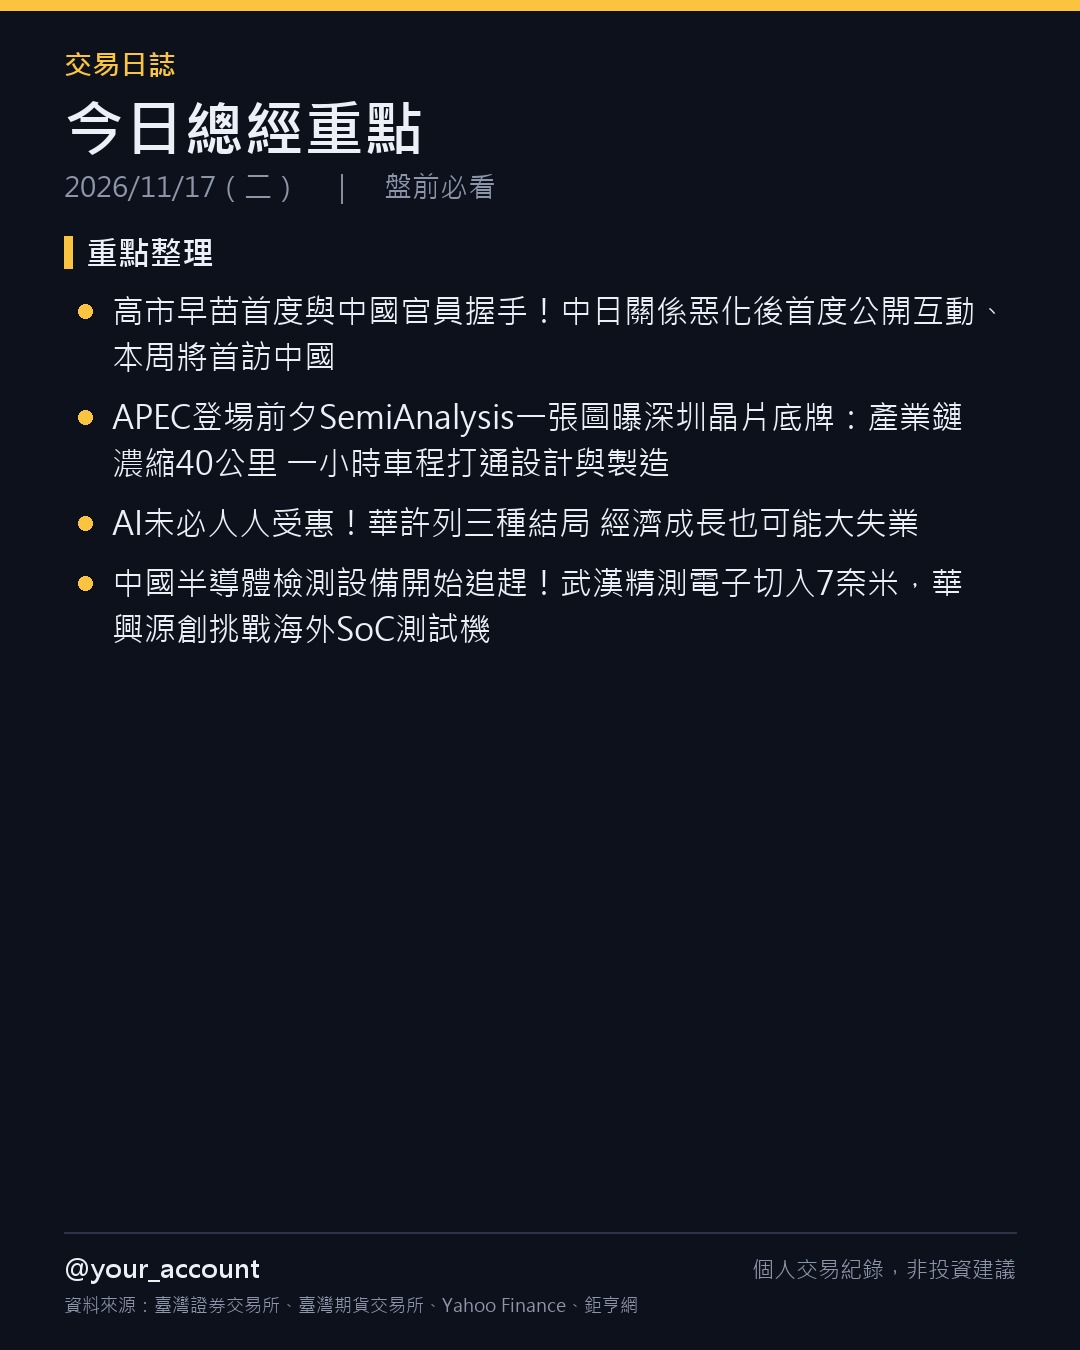 交易日誌
今日總經重點
2026/11/17（二） ｜ 盤前必看
重點整理
高市早苗首度與中國官員握手！中日關係惡化後首度公開互動、
本周將首訪中國
APEC登場前夕SemiAnalysis一張圖曝深圳晶片底牌：產業鏈
濃縮40公里 一小時車程打通設計與製造
AI未必人人受惠！華許列三種結局 經濟成長也可能大失業
中國半導體檢測設備開始追趕！武漢精測電子切入7奈米，華
興源創挑戰海外SoC測試機
@your_account
個人交易紀錄，非投資建議
資料來源：臺灣證券交易所、臺灣期貨交易所、Yahoo Finance、鉅亨網